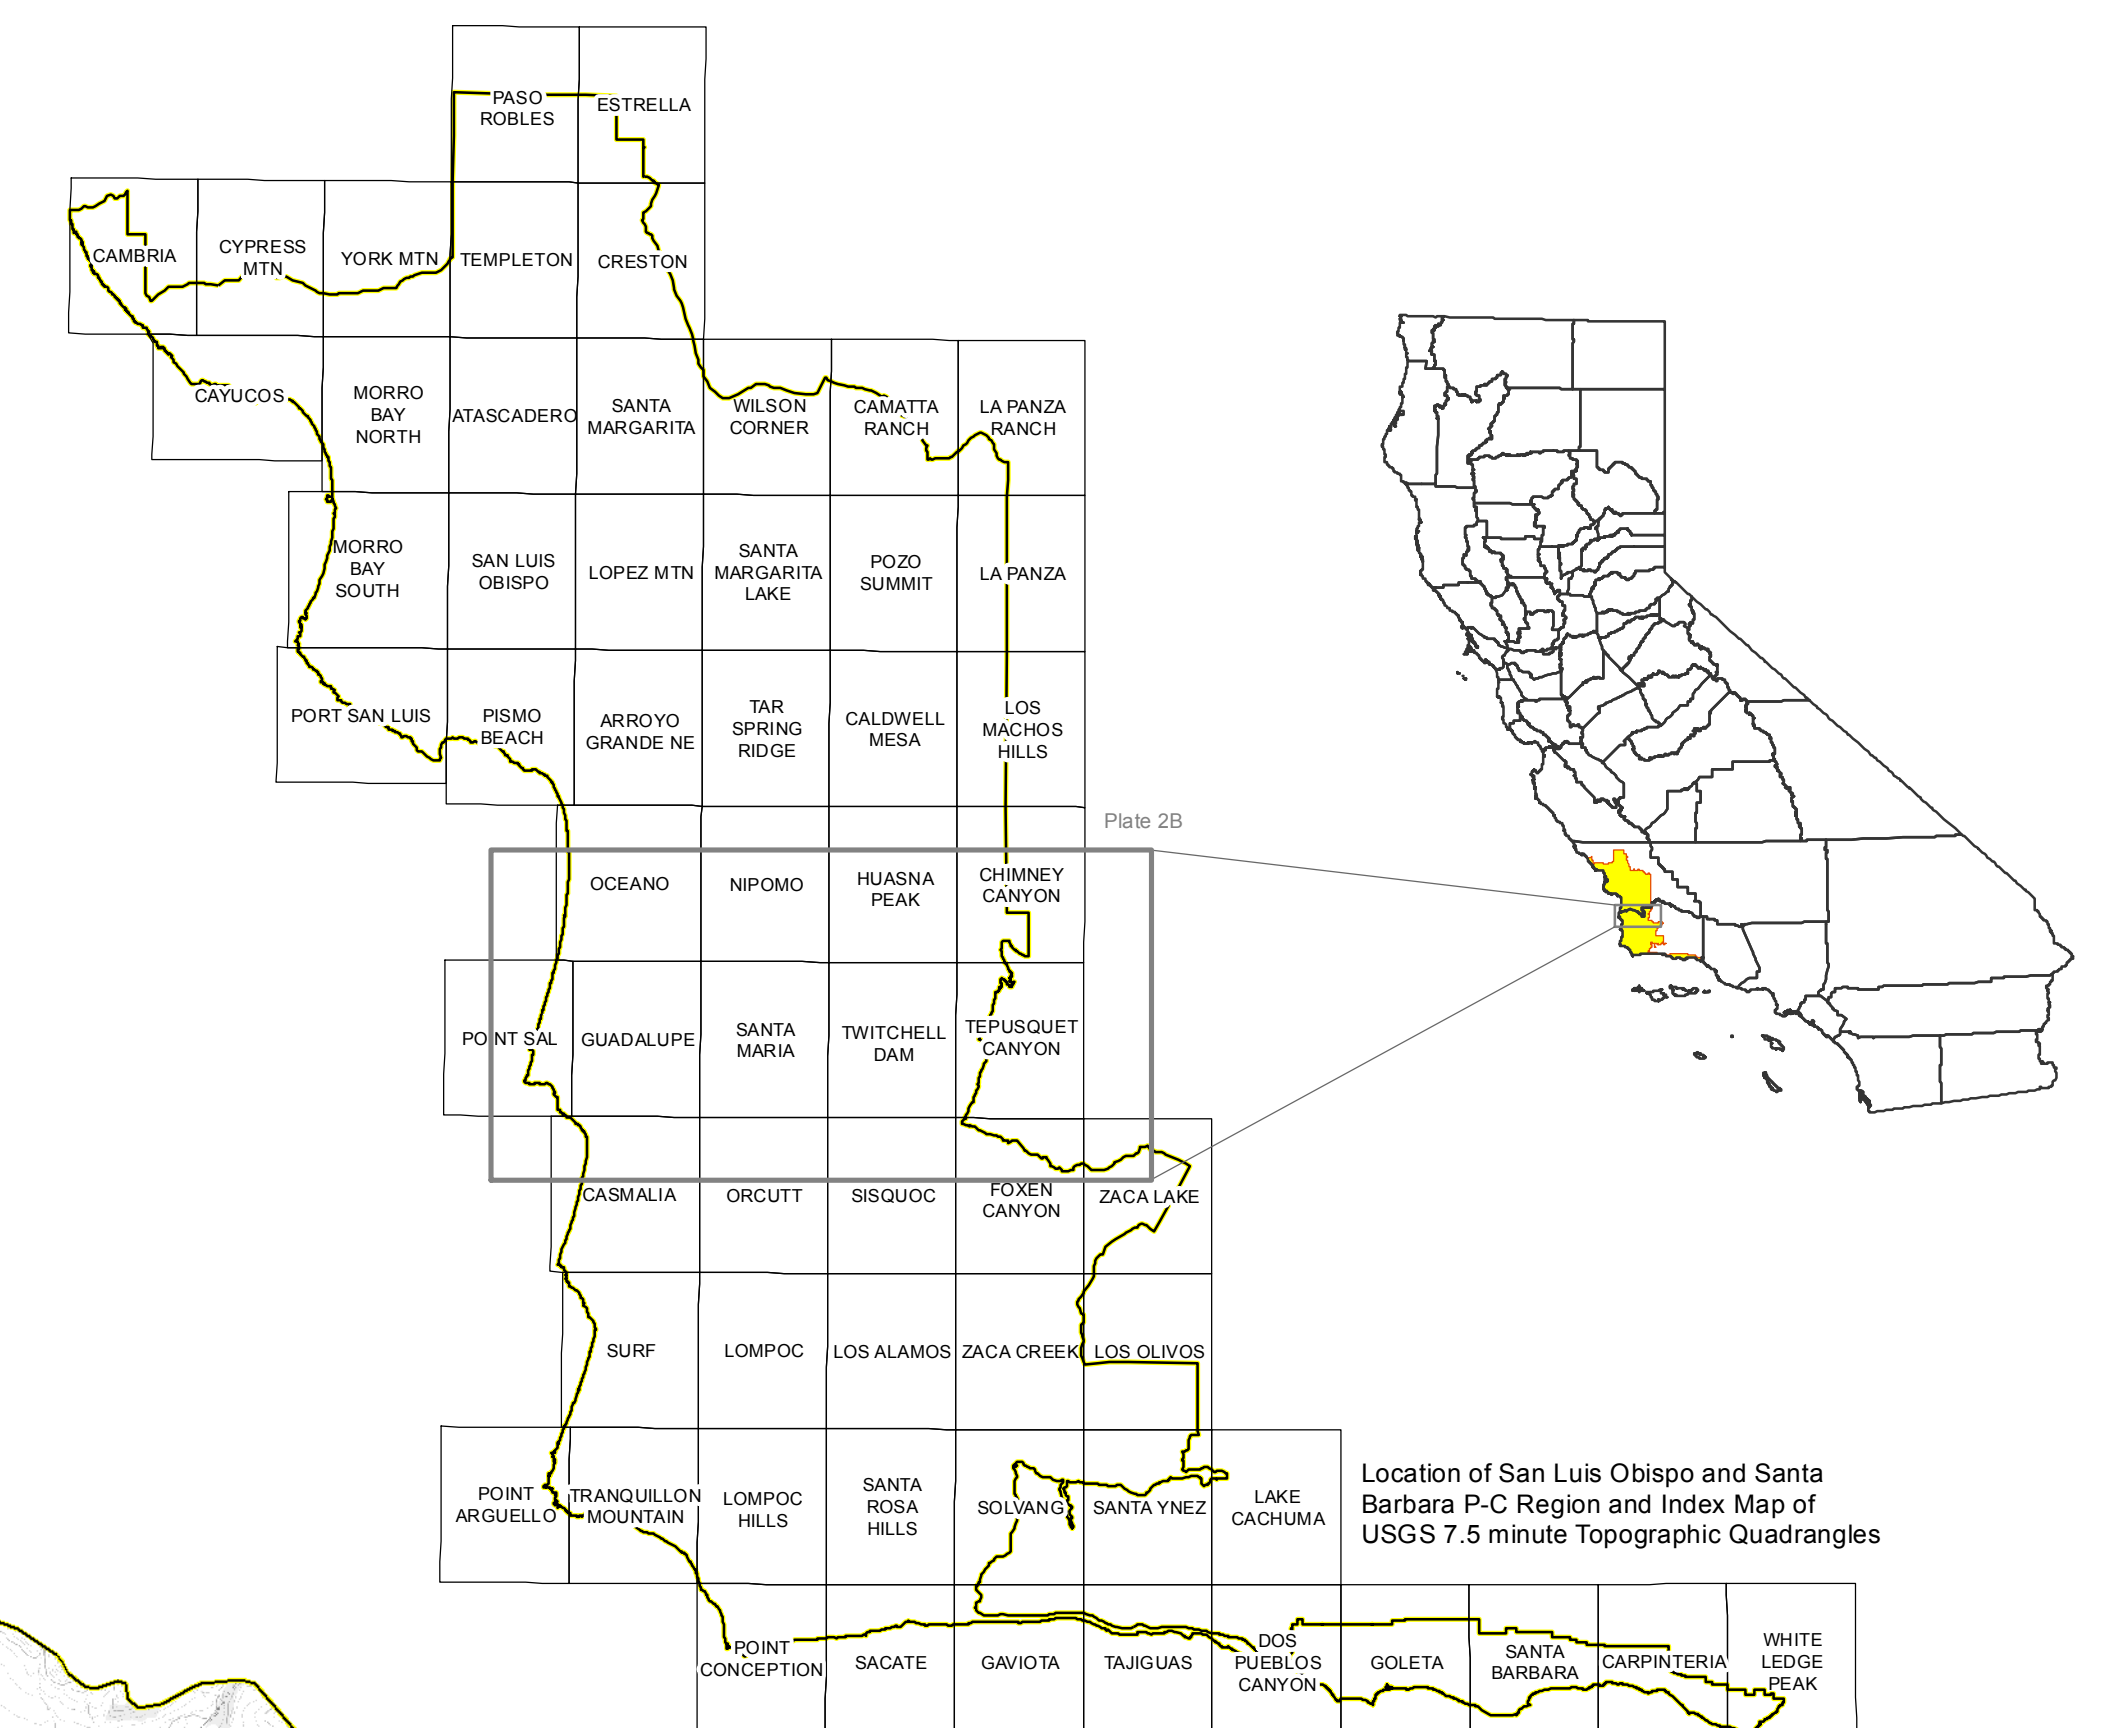 PASO
ROBLES
ESTRELLA
CAMBRIA
CYPRESS
MTN
YORK MTN
TEMPLETON
CRESTON
CAYUCOS
MORRO
BAY
NORTH
ATASCADERO
SANTA
MARGARITA
WILSON
CORNER
CAMATTA
RANCH
LA PANZA
RANCH
MORRO
BAY
SOUTH
SAN LUIS
OBISPO
LOPEZ MTN
SANTA
MARGARITA
LAKE
POZO
SUMMIT
LA PANZA
PORT SAN LUIS
PISMO
BEACH
ARROYO
GRANDE NE
TAR
SPRING
RIDGE
CALDWELL
MESA
LOS
MACHOS
HILLS
Plate 2B
OCEANO
NIPOMO
HUASNA
PEAK
CHIMNEY
CANYON
POINT SAL
GUADALUPE
SANTA
MARIA
TWITCHELL
DAM
TEPUSQUET
CANYON
CASMALIA
ORCUTT
SISQUOC
FOXEN
CANYON
ZACA LAKE
SURF
LOMPOC
LOS ALAMOS
ZACA CREEK
LOS OLIVOS
POINT
ARGUELLO
TRANQUILLON
MOUNTAIN
LOMPOC
HILLS
SANTA
ROSA
HILLS
SOLVANG
SANTA YNEZ
LAKE
CACHUMA
Location of San Luis Obispo and Santa
Barbara P-C Region and Index Map of
USGS 7.5 minute Topographic Quadrangles
POINT
CONCEPTION
SACATE
GAVIOTA
TAJIGUAS
DOS
PUEBLOS
CANYON
GOLETA
SANTA
BARBARA
CARPINTERIA
WHITE
LEDGE
PEAK